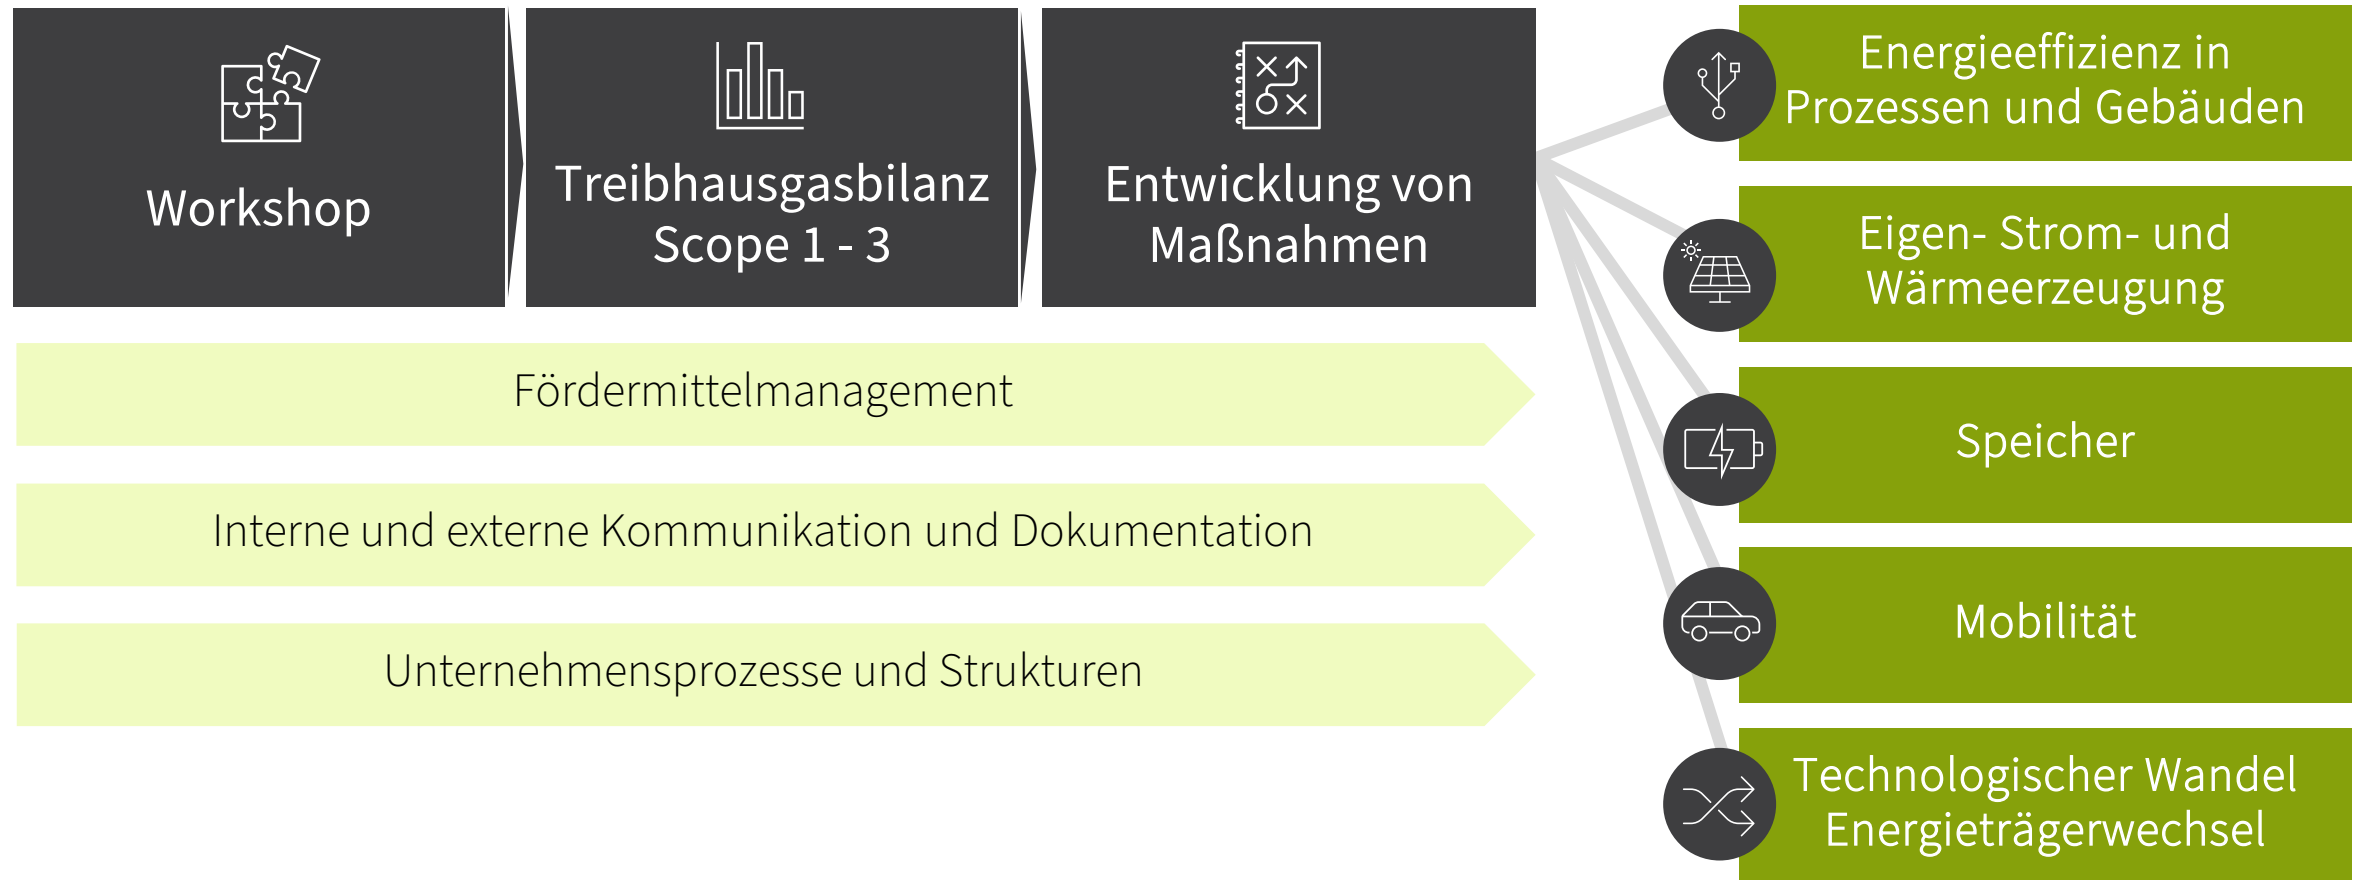 Workshop
Treibhausgasbilanz
Scope 1 - 3
Entwicklung von
Maßnahmen
Fördermittelmanagement
Interne und externe Kommunikation und Dokumentation
Unternehmensprozesse und Strukturen
Energieeffizienz in
Prozessen und Gebäuden
Eigen- Strom- und
Wärmeerzeugung
Speicher
Mobilität
Technologischer Wandel
Energieträgerwechsel